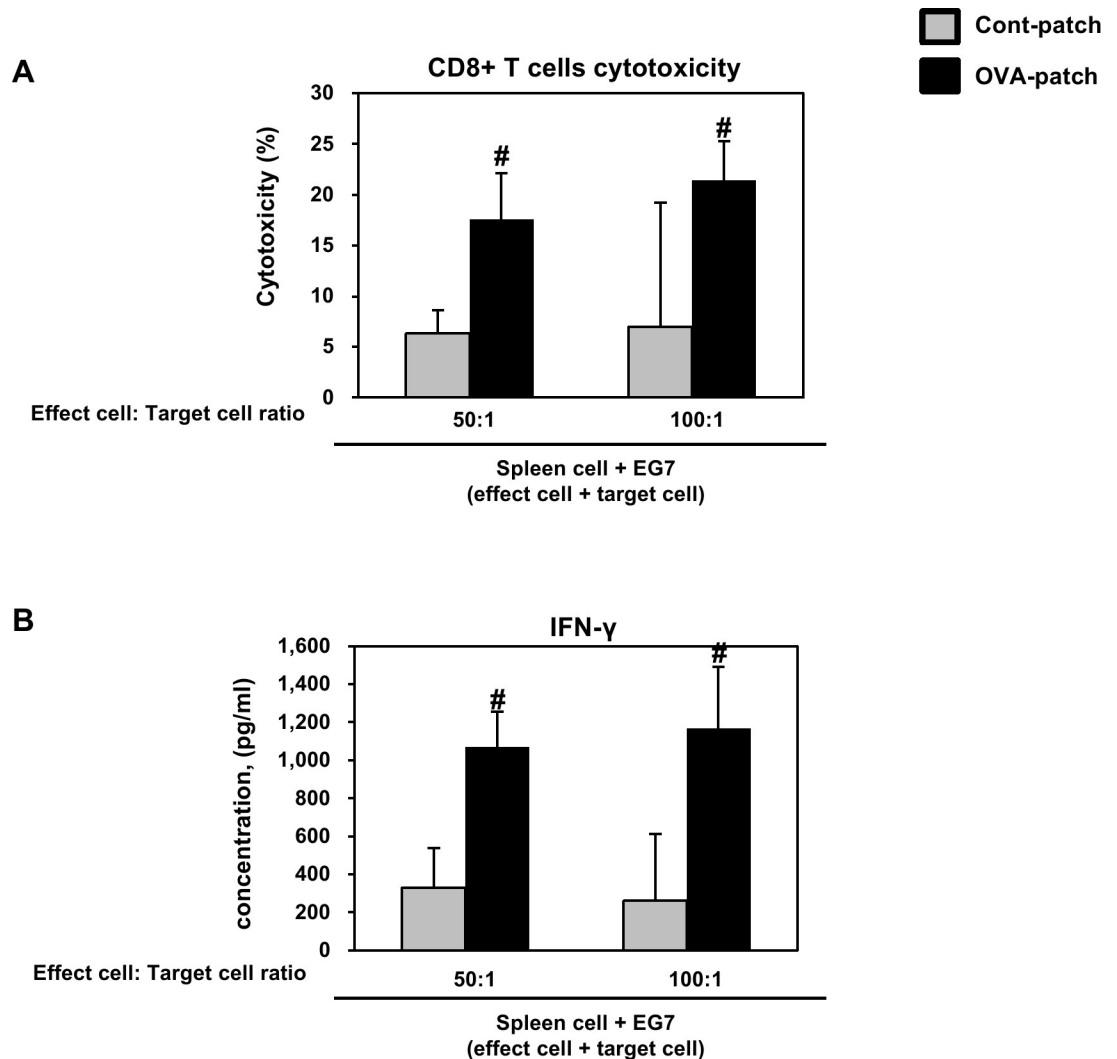 Cont-patch
OVA-patch
A
CD8+ T cells cytotoxicity
Cytotoxicity (%)
30
25
20
15
10
5
0
#
#
Effect cell: Target cell ratio
50:1
100:1
Spleen cell + EG7
(effect cell + target cell)
B
IFN-γ
concentration, (pg/ml)
1,600
1,400
1,200
1,000
800
600
400
200
0
#
#
Effect cell: Target cell ratio
50:1
100:1
Spleen cell + EG7
(effect cell + target cell)